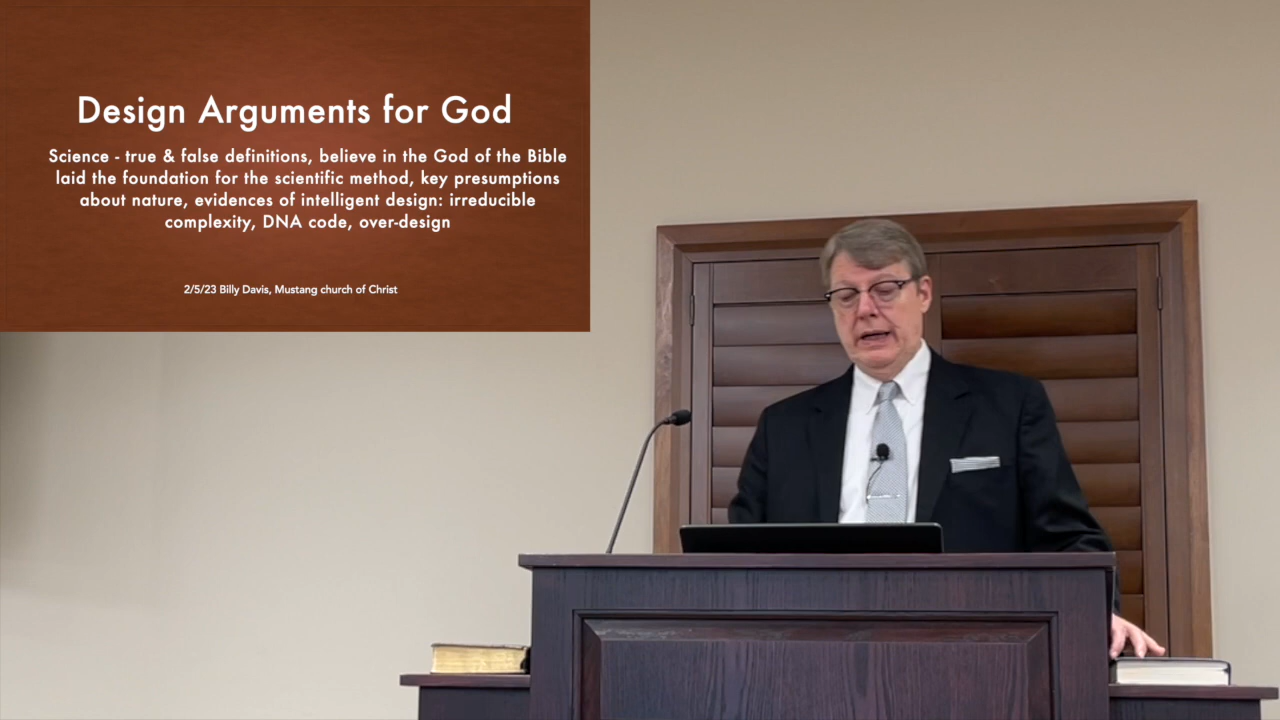 Design Arguments for God
Science - true & false definitions, believe in the God of the Bible
laid the foundation for the scientific method, key presumptions
about nature, evidences of intelligent design: irreducible
complexity, DNA code, over-design
2/5/23 Billy Davis, Mustang church of Christ